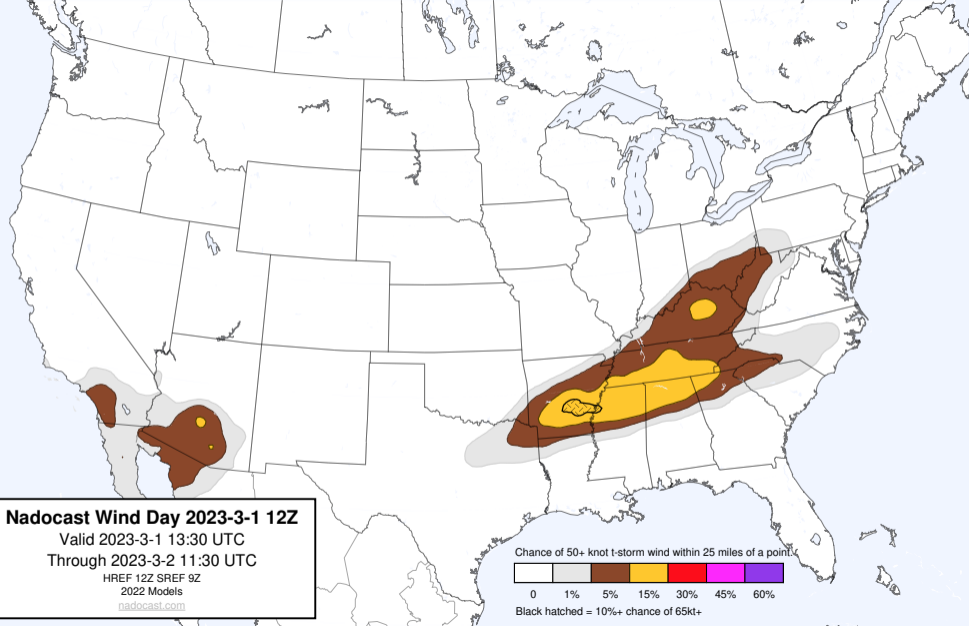 Nadocast Wind Day 2023-3-1 12Z
Valid 2023-3-1 13:30 UTC
Through 2023-3-2 11:30 UTC
HREF 12Z SREF 9Z
2022 Models
nadocast.com
Chance of 50+ knot t-storm wind within 25 miles of a point.
0 1% 5% 15% 30% 45% 60%
Black hatched = 10%+ chance of 65kt+